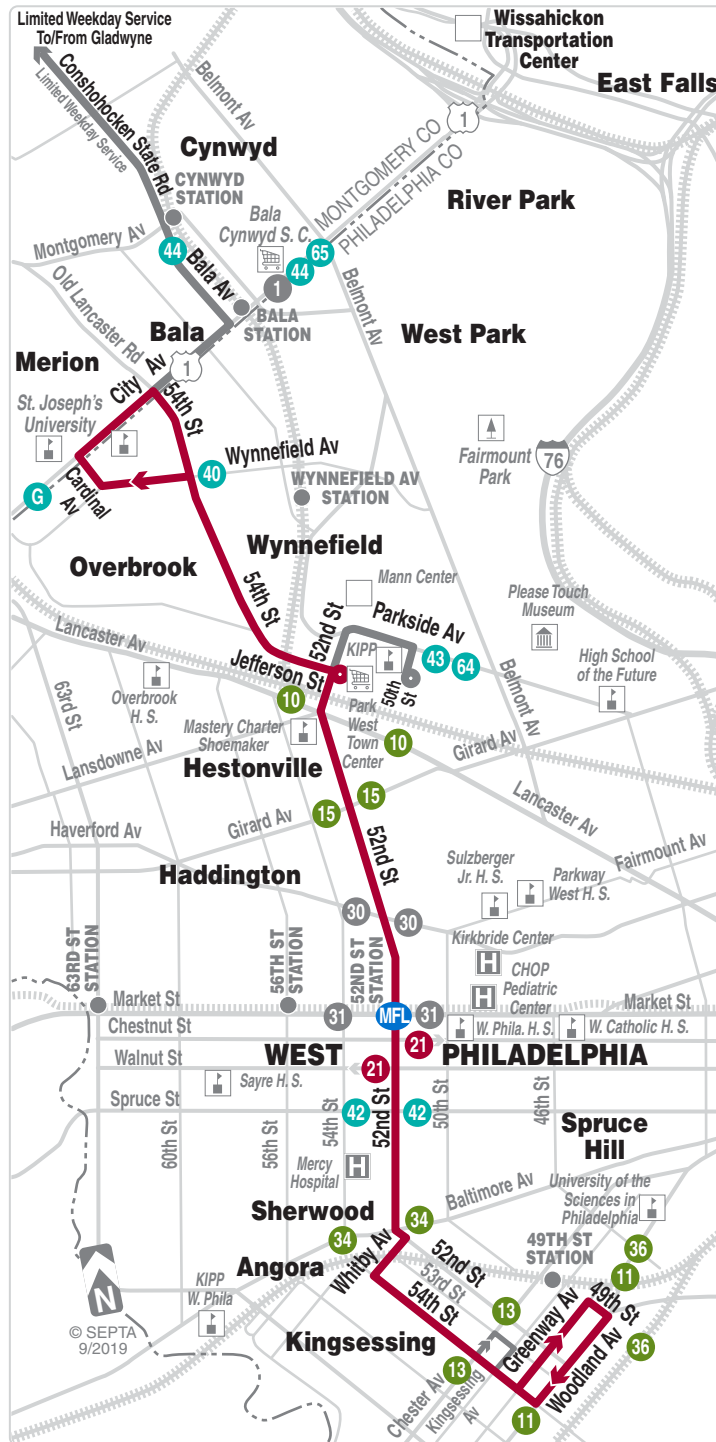 Limited Weekday Service
To/From Gladwyne
Wissahickon
Transportation
Center
East Falls
Conshohocken State Rd
Limited Weekday Service
Belmont Av
1
MONTGOMERY CO
PHILADELPHIA CO
Cynwyd
CYNWYD
STATION
River Park
Bala
Cynwyd S. C.
Montgomery Av
44
Bala Av
65
44
1
Belmont Av
Old Lancaster Rd
BALA
STATION
Bala
West Park
Merion
City Av
1
54th St
St. Joseph's
University
Wynnefield Av
40
Fairmount
Park
76
G
Cardinal
Av
WYNNEFIELD AV
STATION
Wynnefield
Overbrook
54th St
Mann Center
Please Touch
Museum
52nd St
Parkside Av
Lancaster Av
KIPP
43
64
Jefferson St
50th
St
High School
of the Future
63rd St
Overbrook
H. S.
10
Park
West
Town
Center
Belmont Av
Mastery Charter
Shoemaker
10
Girard Av
Lansdowne Av
Hestonville
15
15
Lancaster Av
Girard Av
Haverford Av
52nd St
Fairmount Av
Haddington
Sulzberger
Jr. H. S.
Parkway
West H. S.
30
30
Kirkbride Center
63RD ST
STATION
56TH ST
STATION
52ND ST
STATION
CHOP
Pediatric
Center
H
H
Market St
31
MFL
31
Market St
Chestnut St
W. Phila. H. S.
W. Catholic H. S.
21
WEST
PHILADELPHIA
Walnut St
21
Sayre H. S.
Spruce St
42
42
60th St
56th St
54th St
52nd St
50th St
46th St
Spruce
Hill
Mercy
Hospital
H
Baltimore Av
University of the
Sciences in
Philadelphia
Sherwood
34
34
Whitby Av
49TH ST
STATION
36
11
Angora
52nd St
53rd St
54th St
N
KIPP
W. Phila
49th St
13
Greenway Av
Woodland Av
36
© SEPTA
9/2019
Kingsessing
13
Chester Av
Kingsessing
Av
11